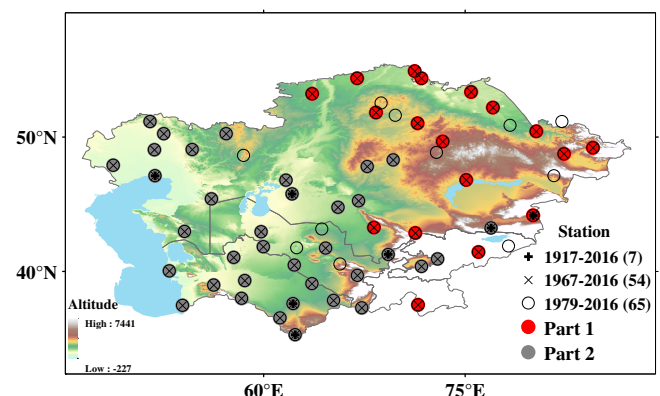 50°N
40°N
60°E
75°E
Altitude
High : 7441
Low : -227
Station
1917-2016 (7)
1967-2016 (54)
1979-2016 (65)
Part 1
Part 2